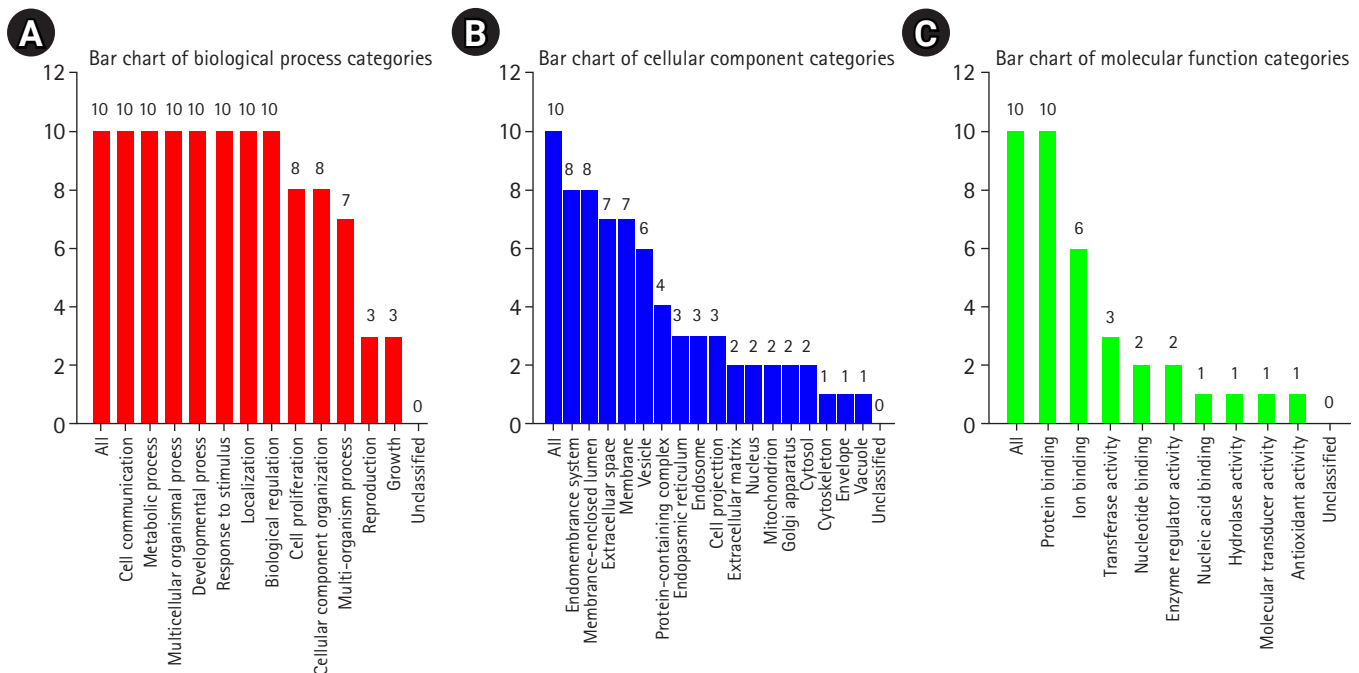 A
Bar chart of biological process categories
12
10
8
6
4
2
0
10 10 10 10 10 10 10 10 8 8 7 3 3 0
All
Cell communication
Metabolic process
Multicellular organismal proess
Developmental proess
Response to stimulus
Localization
Biological regulation
Cell proliferation
Cellular component organization
Multi-organism process
Reproduction
Growth
Unclassified
B
Bar chart of cellular component categories
12
10
8
6
4
2
0
10 8 8 7 7 6 4 3 3 3 2 2 2 2 2 1 1 1 0
All
Endomembrance system
Membrance-enclosed lumen
Extracellular space
Membrane
Vesicle
Protein-containing complex
Endopasmic reticulum
Endosome
Cell projecttion
Extracellular matrix
Nucleus
Mitochondrion
Golgi apparatus
Cytosol
Cytoskeleton
Envelope
Vacuole
Unclassified
C
Bar chart of molecular function categories
12
10
8
6
4
2
0
10 10 6 3 2 2 1 1 1 1 0
All
Protein binding
Ion binding
Transferase activity
Nucleotide binding
Enzyme regulator activity
Nucleic acid binding
Hydrolase activity
Molecular transducer activity
Antioxidant activity
Unclassified